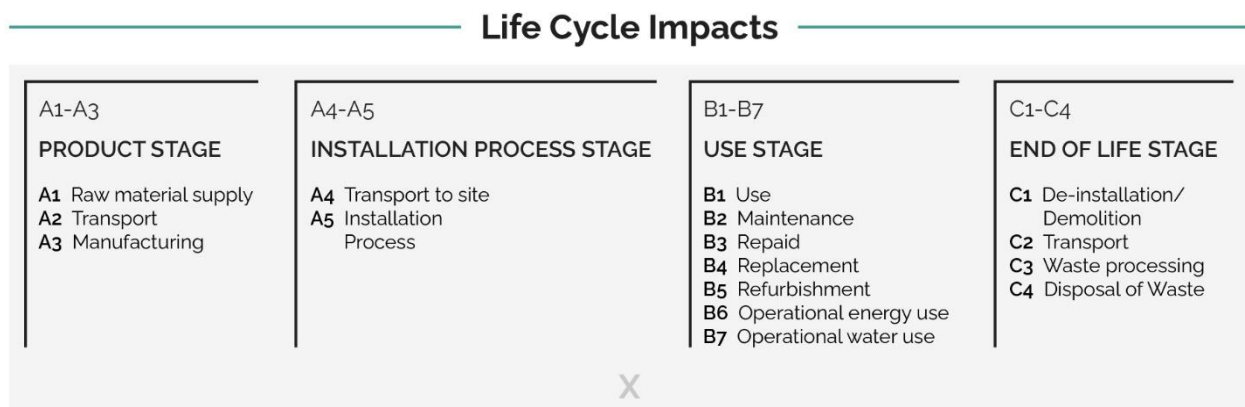 Life Cycle Impacts
A1-A3
PRODUCT STAGE
A1 Raw material supply
A2 Transport
A3 Manufacturing
A4-A5
INSTALLATION PROCESS STAGE
A4 Transport to site
A5 Installation
Process
B1-B7
USE STAGE
B1 Use
B2 Maintenance
B3 Repaid
B4 Replacement
B5 Refurbishment
B6 Operational energy use
B7 Operational water use
C1-C4
END OF LIFE STAGE
C1 De-installation/
Demolition
C2 Transport
C3 Waste processing
C4 Disposal of Waste
X